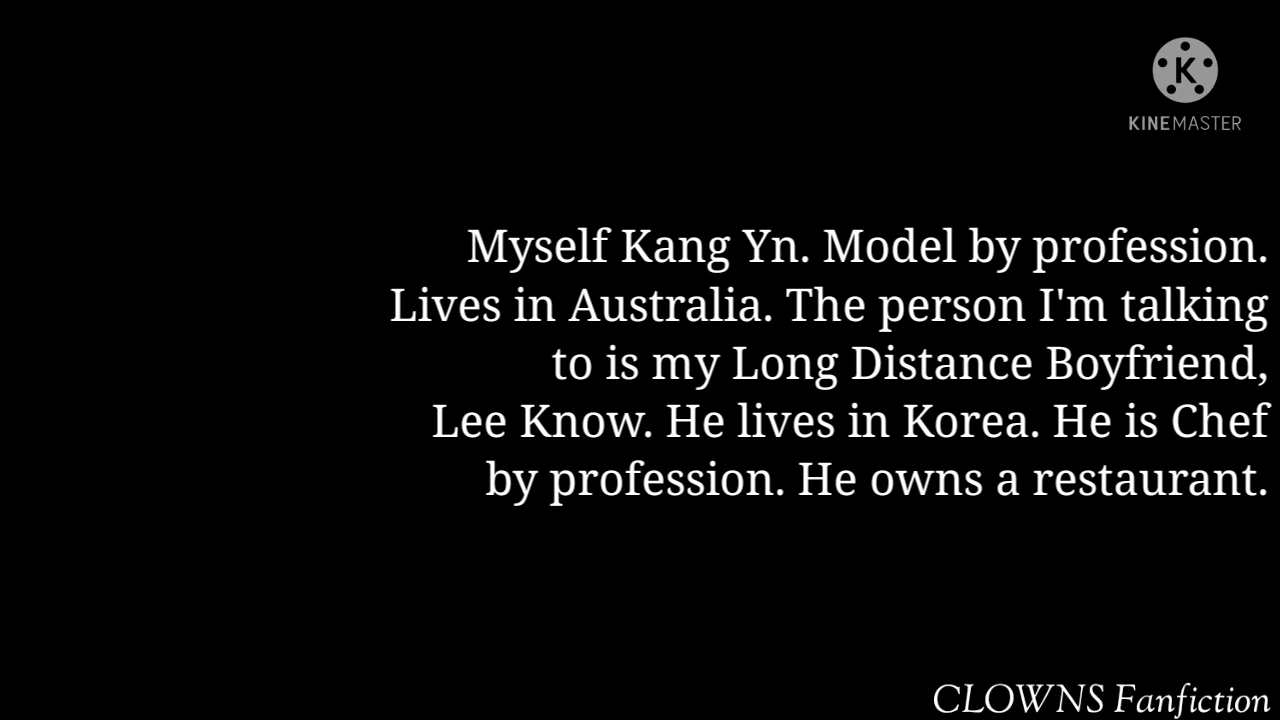 K
KINEMASTER
Myself Kang Yn. Model by profession.
Lives in Australia. The person I'm talking
to is my Long Distance Boyfriend,
Lee Know. He lives in Korea. He is Chef
by profession. He owns a restaurant.
CLOWNS Fanfiction